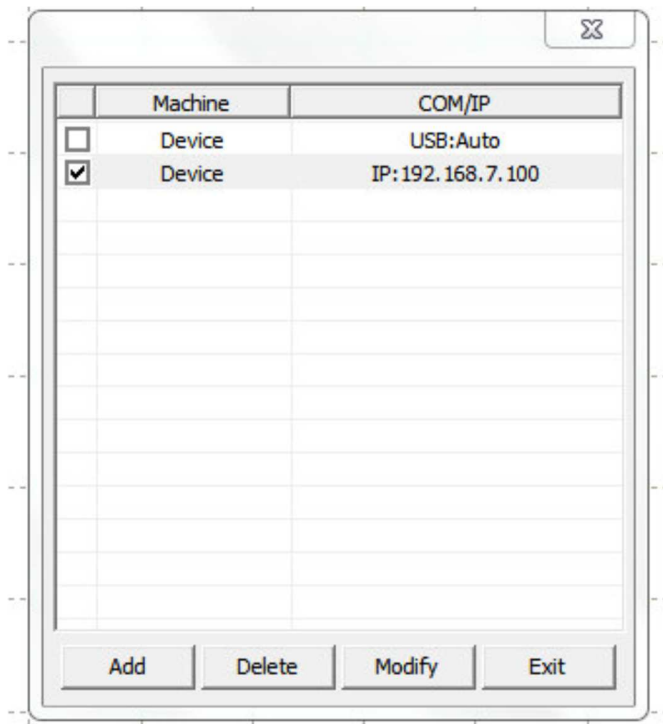 Machine COM/IP
Device USB:Auto
Device IP:192.168.7.100
Add Delete Modify Exit